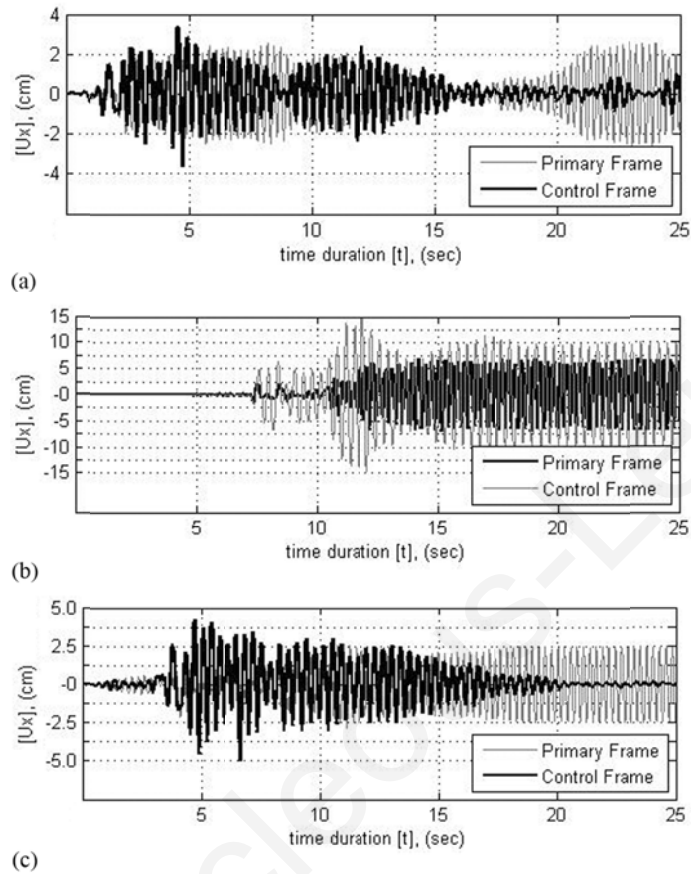 4
2
0
-2
-4
[Ux], (cm)
Primary Frame
Control Frame
5 10 15 20 25
time duration [t], (sec)
(a)
15
10
5
-0
-5
-10
-15
[Ux], (cm)
Primary Frame
Control Frame
5 10 15 20 25
time duration [t], (sec)
(b)
5.0
2.5
-0
-2.5
-5.0
[Ux], (cm)
Primary Frame
Control Frame
5 10 15 20 25
time duration [t], (sec)
(c)